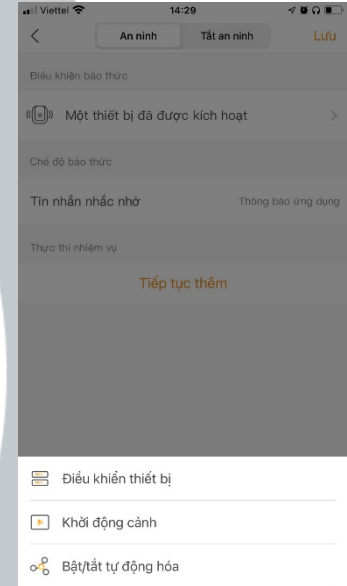 Viettel 14:29
An ninh Tắt an ninh Lưu
Điều khiện báo thức
Một thiết bị đã được kích hoạt
Chế độ báo thức
Tin nhắn nhắc nhở Thông báo ứng dụng
Thực thi nhiệm vụ
Tiếp tục thêm
Điều khiển thiết bị
Khởi động cảnh
Bật/tắt tự động hóa